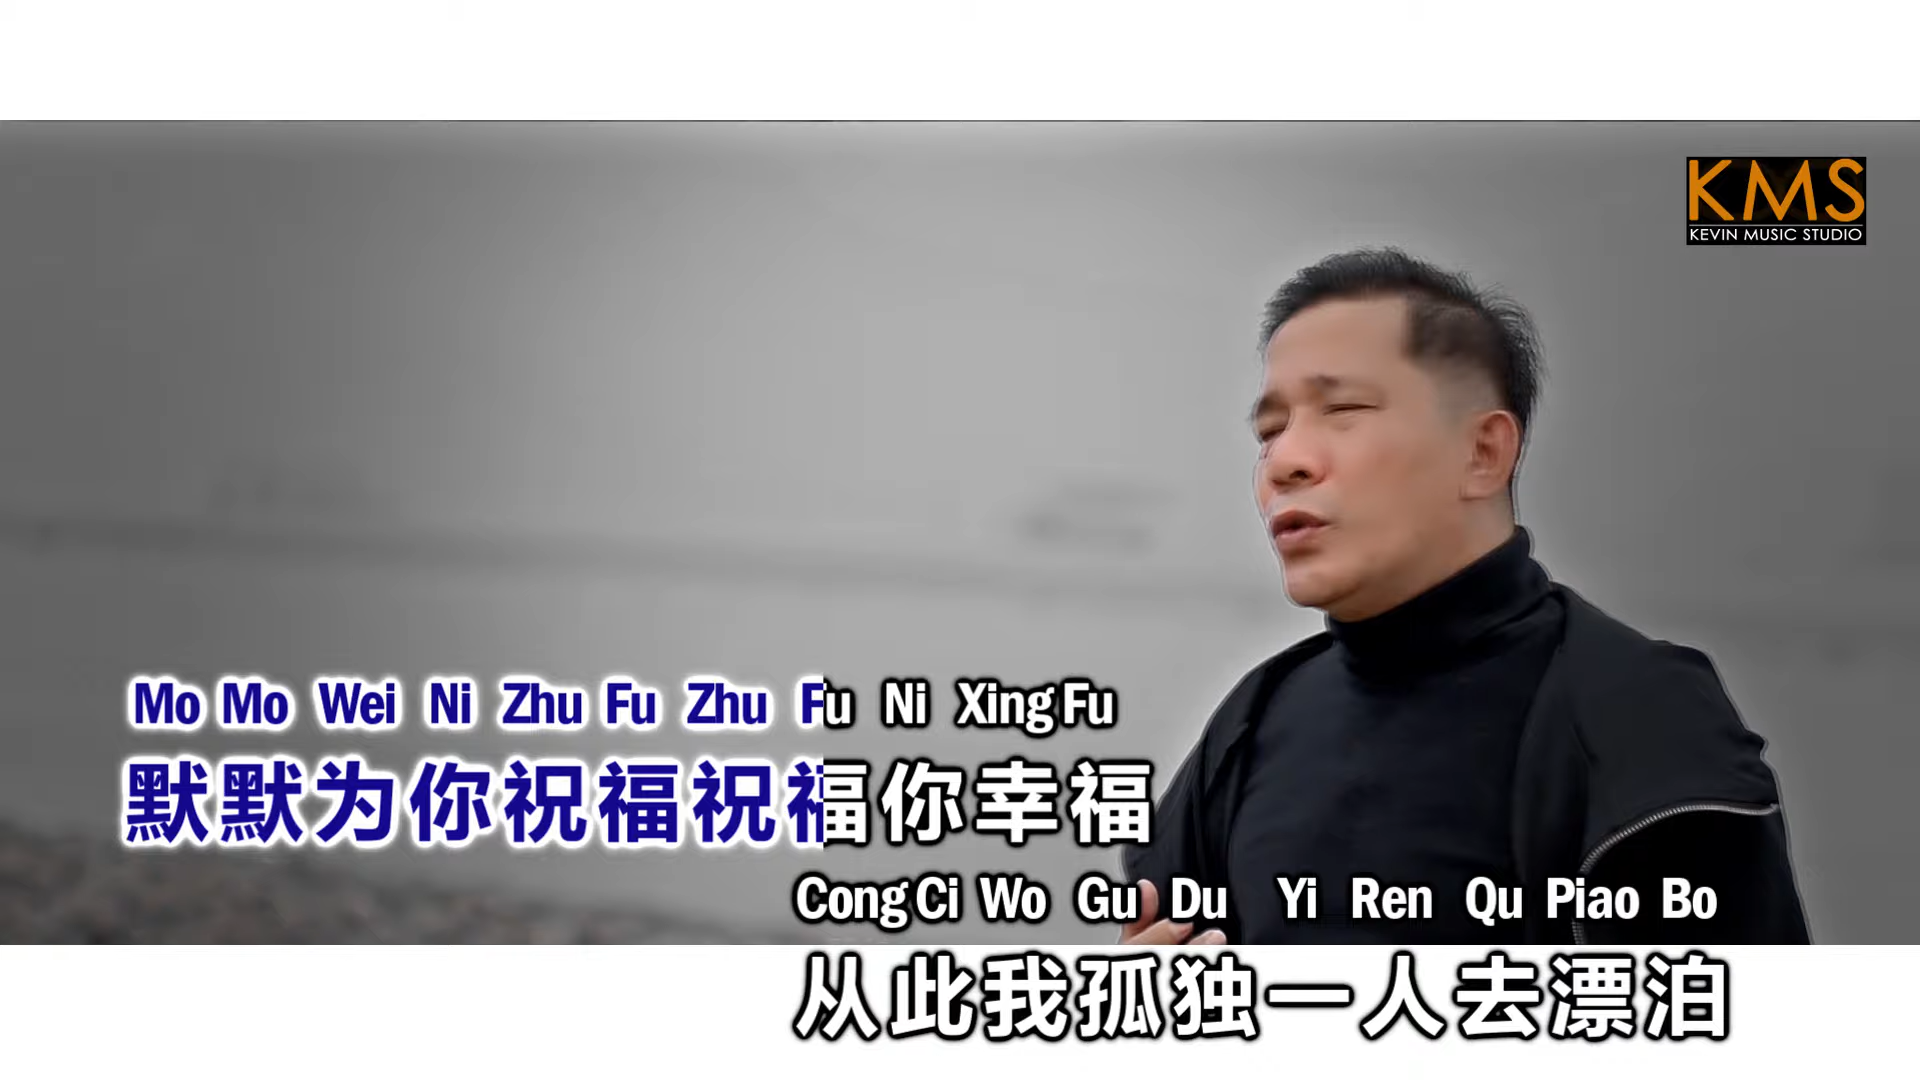 KMS
KEVIN MUSIC STUDIO
Mo Mo Wei Ni Zhu Fu Zhu Fu Ni Xing Fu
默默为你祝福祝福你幸福
Cong Ci Wo Gu Du Yi Ren Qu Piao Bo
从此我孤独一人去漂泊